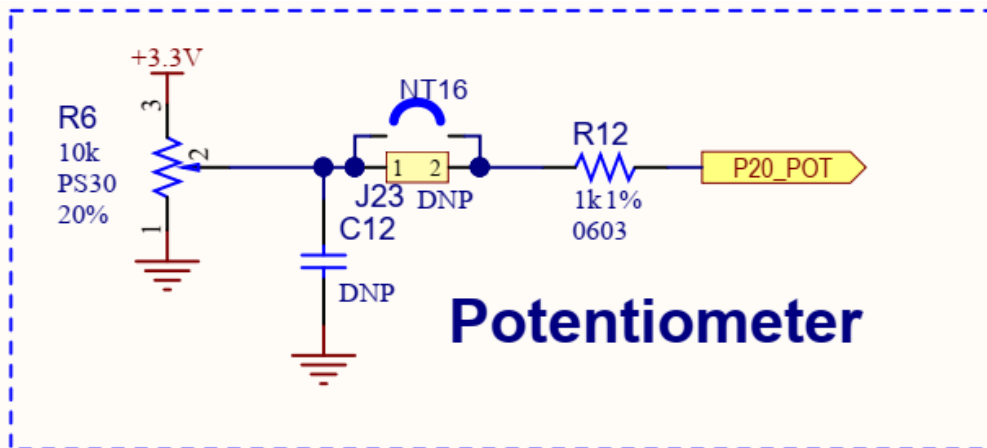 +3.3V
3
R6
10k
PS30
20%
2
1
NT16
1 2
J23 DNP
C12
DNP
R12
1k 1%
0603
P20_POT
Potentiometer